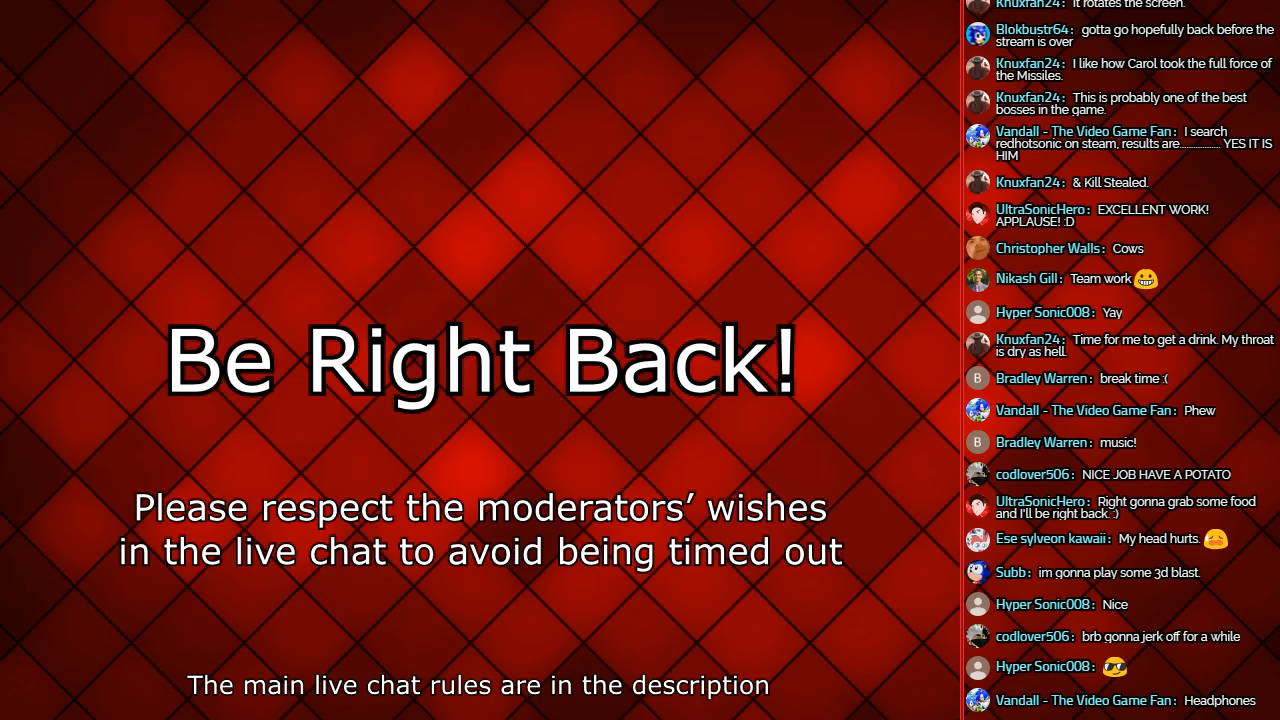 Be Right Back!
Please respect the moderators’ wishes
in the live chat to avoid being timed out
The main live chat rules are in the description
Knuxfan24: It rotates the screen.
Blokbustr64: gotta go hopefully back before the
stream is over
Knuxfan24: I like how Carol took the full force of
the Missiles.
Knuxfan24: This is probably one of the best
bosses in the game.
Vandall - The Video Game Fan: I search
redhotsonic on steam, results are.................. YES IT IS
HIM
Knuxfan24: & Kill Stealed.
UltraSonicHero: EXCELLENT WORK!
APPLAUSE! :D
Christopher Walls: Cows
Nikash Gill: Team work
Hyper Sonic008: Yay
Knuxfan24: Time for me to get a drink. My throat
is dry as hell.
B
Bradley Warren: break time :(
Vandall - The Video Game Fan: Phew
B
Bradley Warren: music!
codlover506: NICE JOB HAVE A POTATO
UltraSonicHero: Right gonna grab some food
and I'll be right back. :)
Ese sylveon kawaii: My head hurts.
Subb: im gonna play some 3d blast.
Hyper Sonic008: Nice
codlover506: brb gonna jerk off for a while
Hyper Sonic008:
Vandall - The Video Game Fan: Headphones